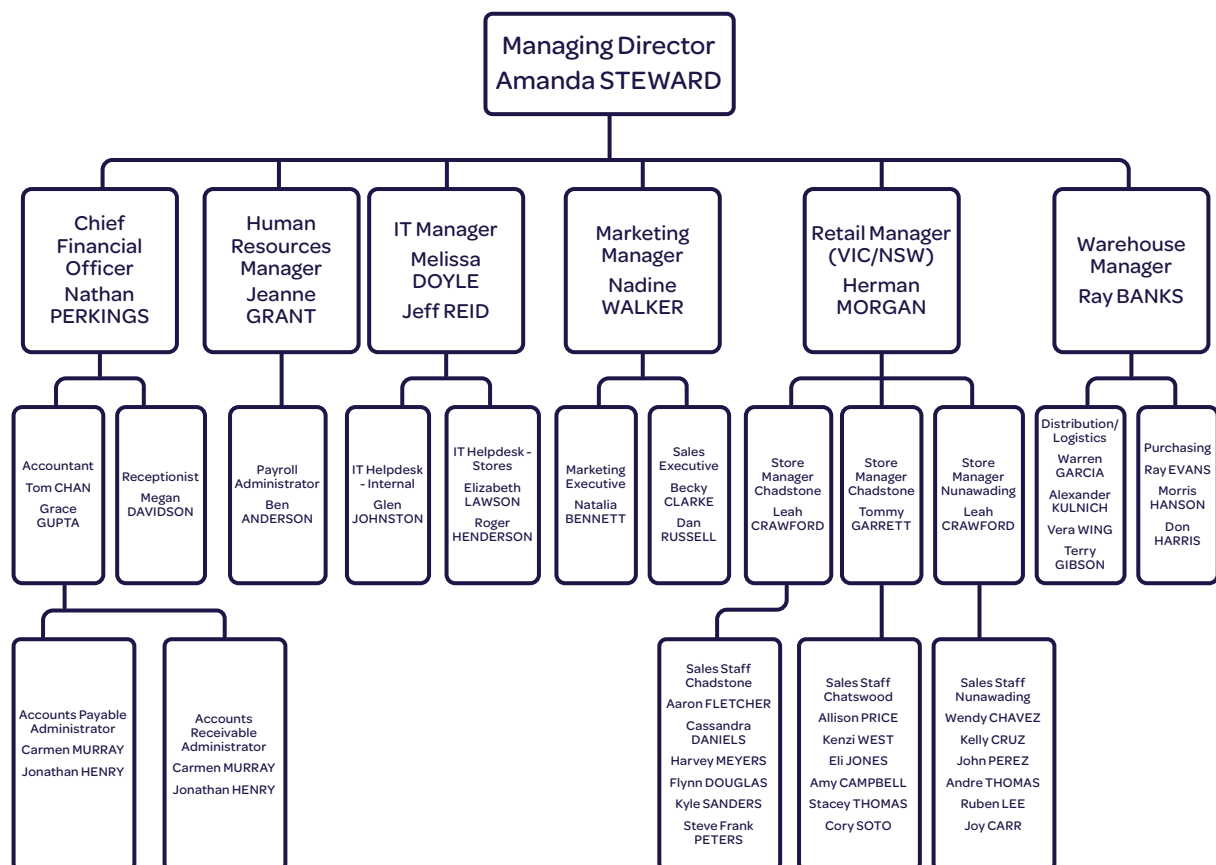 Managing Director
Amanda STEWARD
Chief
Financial
Officer
Nathan
PERKINGS
Human
Resources
Manager
Jeanne
GRANT
IT Manager
Melissa
DOYLE
Jeff REID
Marketing
Manager
Nadine
WALKER
Retail Manager
(VIC/NSW)
Herman
MORGAN
Warehouse
Manager
Ray BANKS
Accountant
Tom CHAN
Grace
GUPTA
Receptionist
Megan
DAVIDSON
Payroll
Administrator
Ben
ANDERSON
IT Helpdesk
- Internal
Glen
JOHNSTON
IT Helpdesk -
Stores
Elizabeth
LAWSON
Roger
HENDERSON
Marketing
Executive
Natalia
BENNETT
Sales
Executive
Becky
CLARKE
Dan
RUSSELL
Store
Manager
Chadstone
Leah
CRAWFORD
Store
Manager
Chadstone
Tommy
GARRETT
Store
Manager
Nunawading
Leah
CRAWFORD
Distribution/
Logistics
Warren
GARCIA
Alexander
KULNICH
Vera WING
Terry
GIBSON
Purchasing
Ray EVANS
Morris
HANSON
Don
HARRIS
Accounts Payable
Administrator
Carmen MURRAY
Jonathan HENRY
Accounts
Receivable
Administrator
Carmen MURRAY
Jonathan HENRY
Sales Staff
Chadstone
Aaron FLETCHER
Cassandra
DANIELS
Harvey MEYERS
Flynn DOUGLAS
Kyle SANDERS
Steve Frank
PETERS
Sales Staff
Chatswood
Allison PRICE
Kenzi WEST
Eli JONES
Amy CAMPBELL
Stacey THOMAS
Cory SOTO
Sales Staff
Nunawading
Wendy CHAVEZ
Kelly CRUZ
John PEREZ
Andre THOMAS
Ruben LEE
Joy CARR